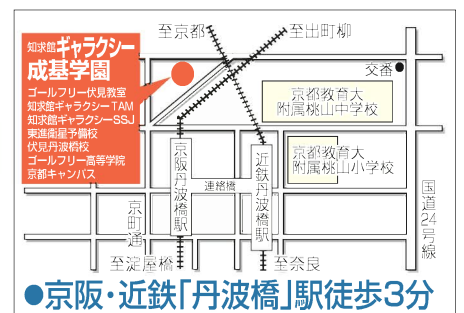 至京都
至出町柳
知求館ギャラクシー
成基学園
ゴールフリー伏見教室
知求館ギャラクシーTAM
知求館ギャラクシーSSJ
東進衛星予備校
伏見丹波橋校
ゴールフリー高等学院
京都キャンパス
交番
京都教育大
附属桃山中学校
京都教育大
附属桃山小学校
京阪丹波橋駅
近鉄丹波橋駅
連絡橋
京町通
国道24号線
至淀屋橋
至奈良
●京阪・近鉄「丹波橋」駅徒歩3分